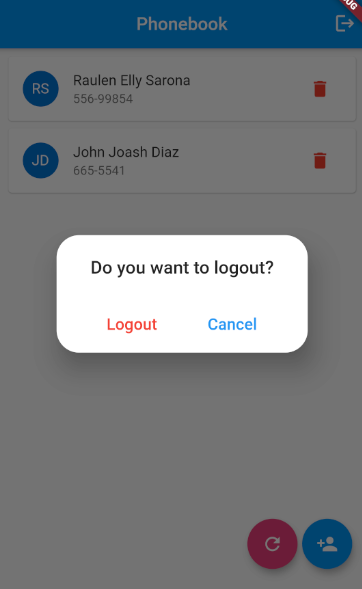 Phonebook
RS
Raulen Elly Sarona
556-99854
JD
John Joash Diaz
665-5541
Do you want to logout?
Logout
Cancel